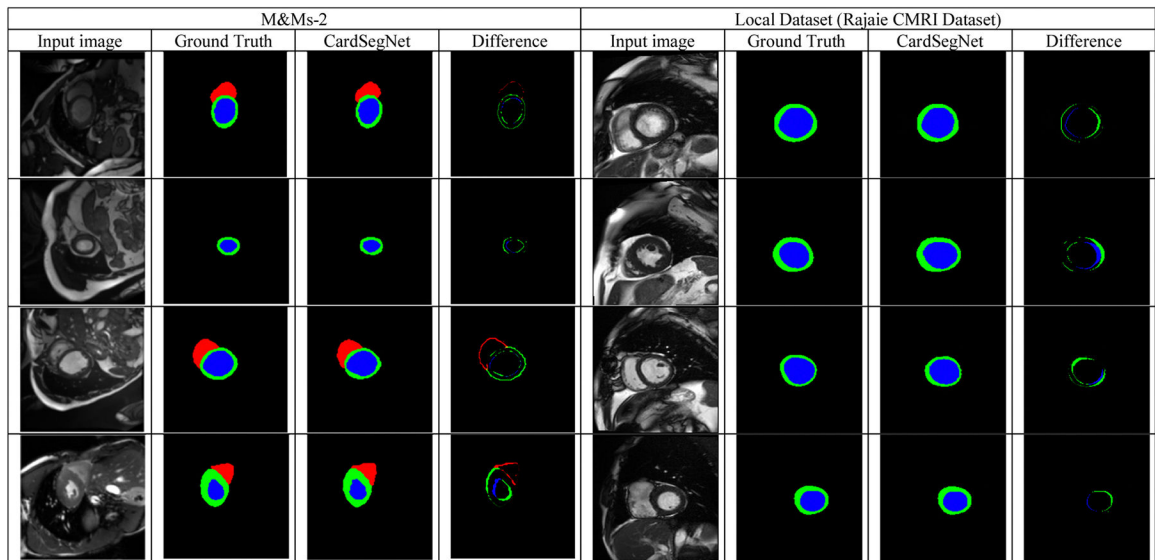 M&Ms-2
Local Dataset (Rajaie CMRI Dataset)
Input image Ground Truth CardSegNet Difference Input image Ground Truth CardSegNet Difference